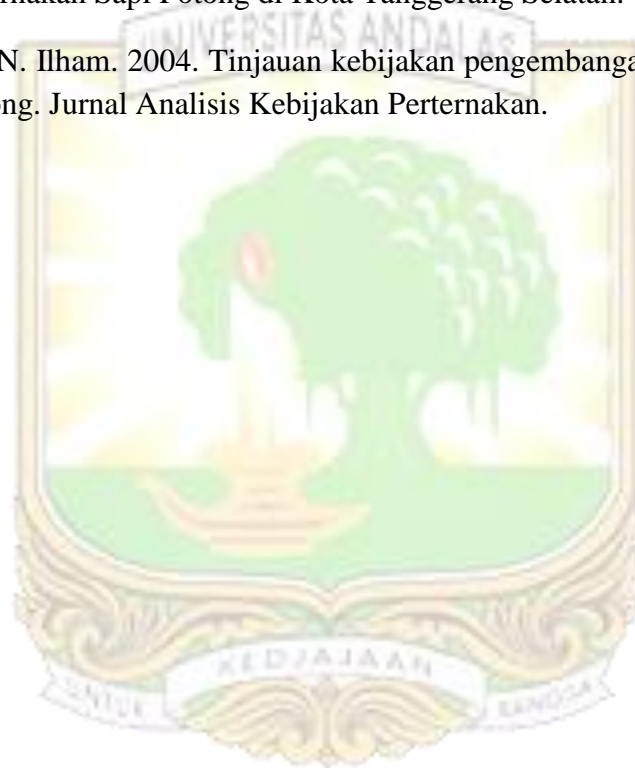 rnakan Sapi Potong di Kota Tanggerang Selatan.
UNIVERSITAS ANDALAS
N. Ilham. 2004. Tinjauan kebijakan pengembanga
ong. Jurnal Analisis Kebijakan Perternakan.
KEDJAJAAN
UNTUK
BANGSA